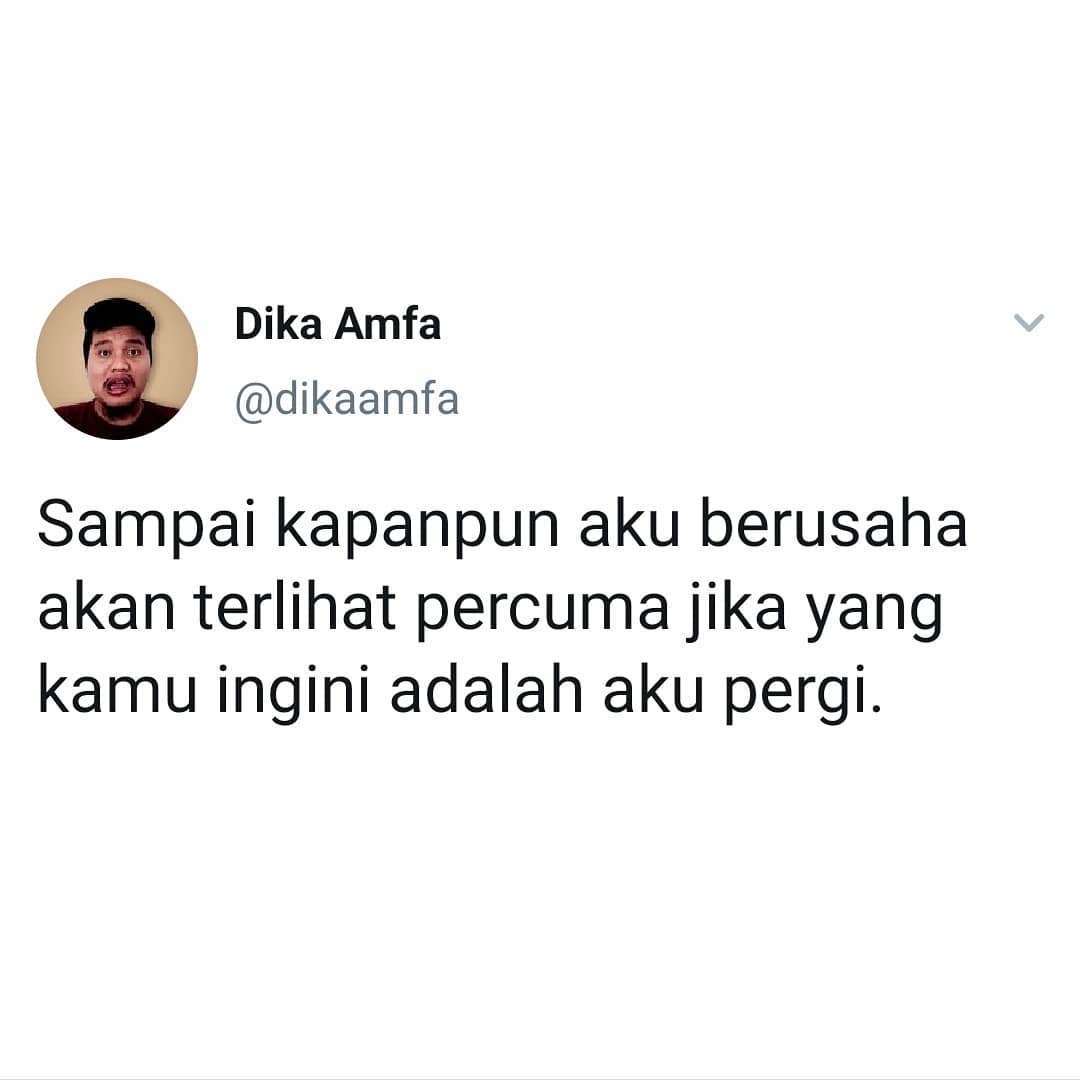 Dika Amfa
@dikaamfa
Sampai kapanpun aku berusaha
akan terlihat percuma jika yang
kamu ingini adalah aku pergi.